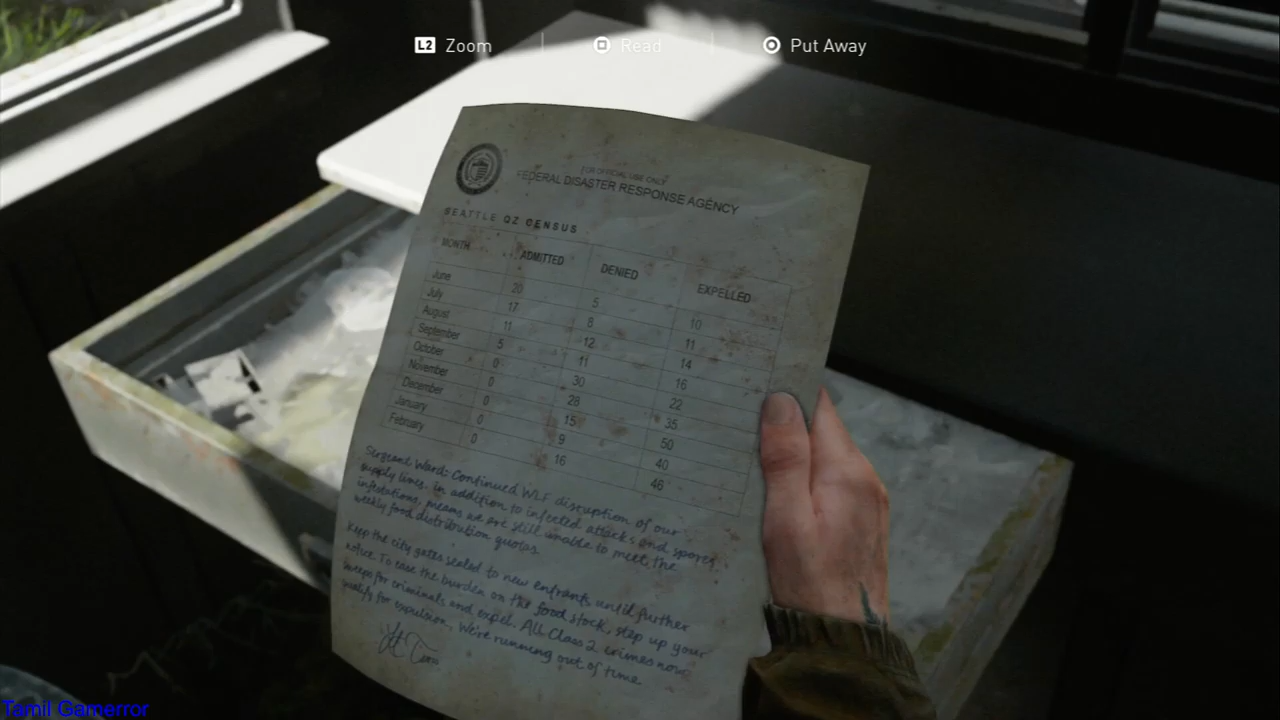 L2 Zoom Read Put Away
FOR OFFICIAL USE ONLY
FEDERAL DISASTER RESPONSE AGENCY
SEATTLE QZ CENSUS
MONTH ADMITTED DENIED EXPELLED
June 20 5 10
July 17 8 11
August 11 12 14
September 5 11 16
October 0 30 22
November 0 28 35
December 0 15 50
January 0 9 40
February 0 16 46
Sergeant Ward: Continued WLF disruption of our
supply lines, in addition to infected attacks and spores
infestations, means we are still unable to meet the
weekly food distribution quotas.
Keep the city gates sealed to new entrants until further
notice. To ease the burden on the food stock, step up your
sweeps for criminals and expel. All Class 2 crimes now
qualify for expulsion. We're running out of time
Tamil Gamerror